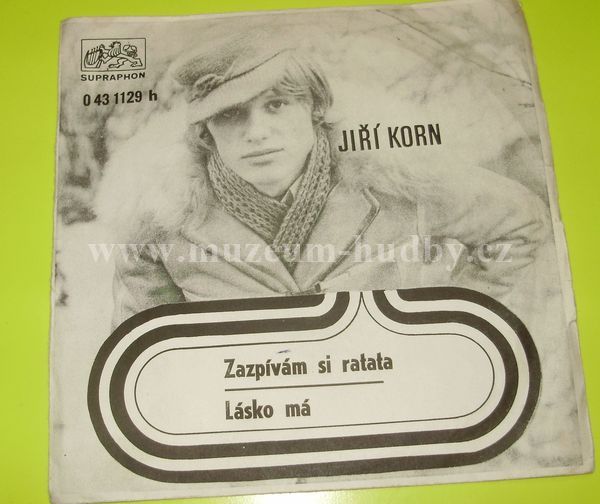 SUPRAPHON
0 43 1129 h
JIŘÍ KORN
www.muzeum-hudby.cz
Zazpívám si ratata
Lásko má